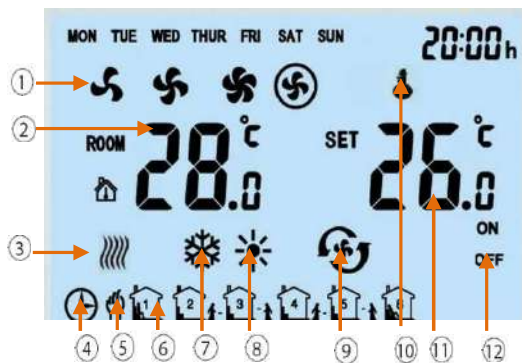 MON TUE WED THUR FRI SAT SUN 20:00h
①
② ROOM 28.0°C SET 26.0°C
③ ON
OFF
1 2 3 4 5 6
④ ⑤ ⑥ ⑦ ⑧ ⑨ ⑩ ⑪ ⑫